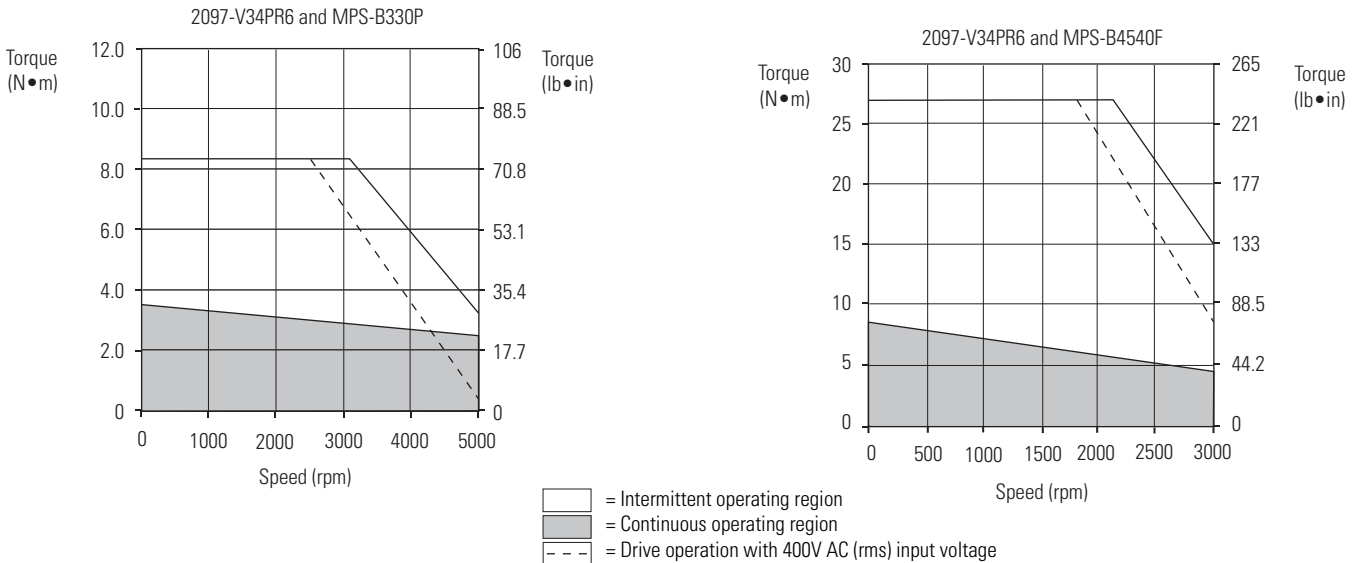 2097-V34PR6 and MPS-B330P
Torque
(N•m)
12.0
10.0
8.0
6.0
4.0
2.0
0
106
88.5
70.8
53.1
35.4
17.7
0
Torque
(lb•in)
0 1000 2000 3000 4000 5000
Speed (rpm)
2097-V34PR6 and MPS-B4540F
Torque
(N•m)
30
25
20
15
10
5
0
265
221
177
133
88.5
44.2
0
Torque
(lb•in)
0 500 1000 1500 2000 2500 3000
Speed (rpm)
= Intermittent operating region
= Continuous operating region
= Drive operation with 400V AC (rms) input voltage